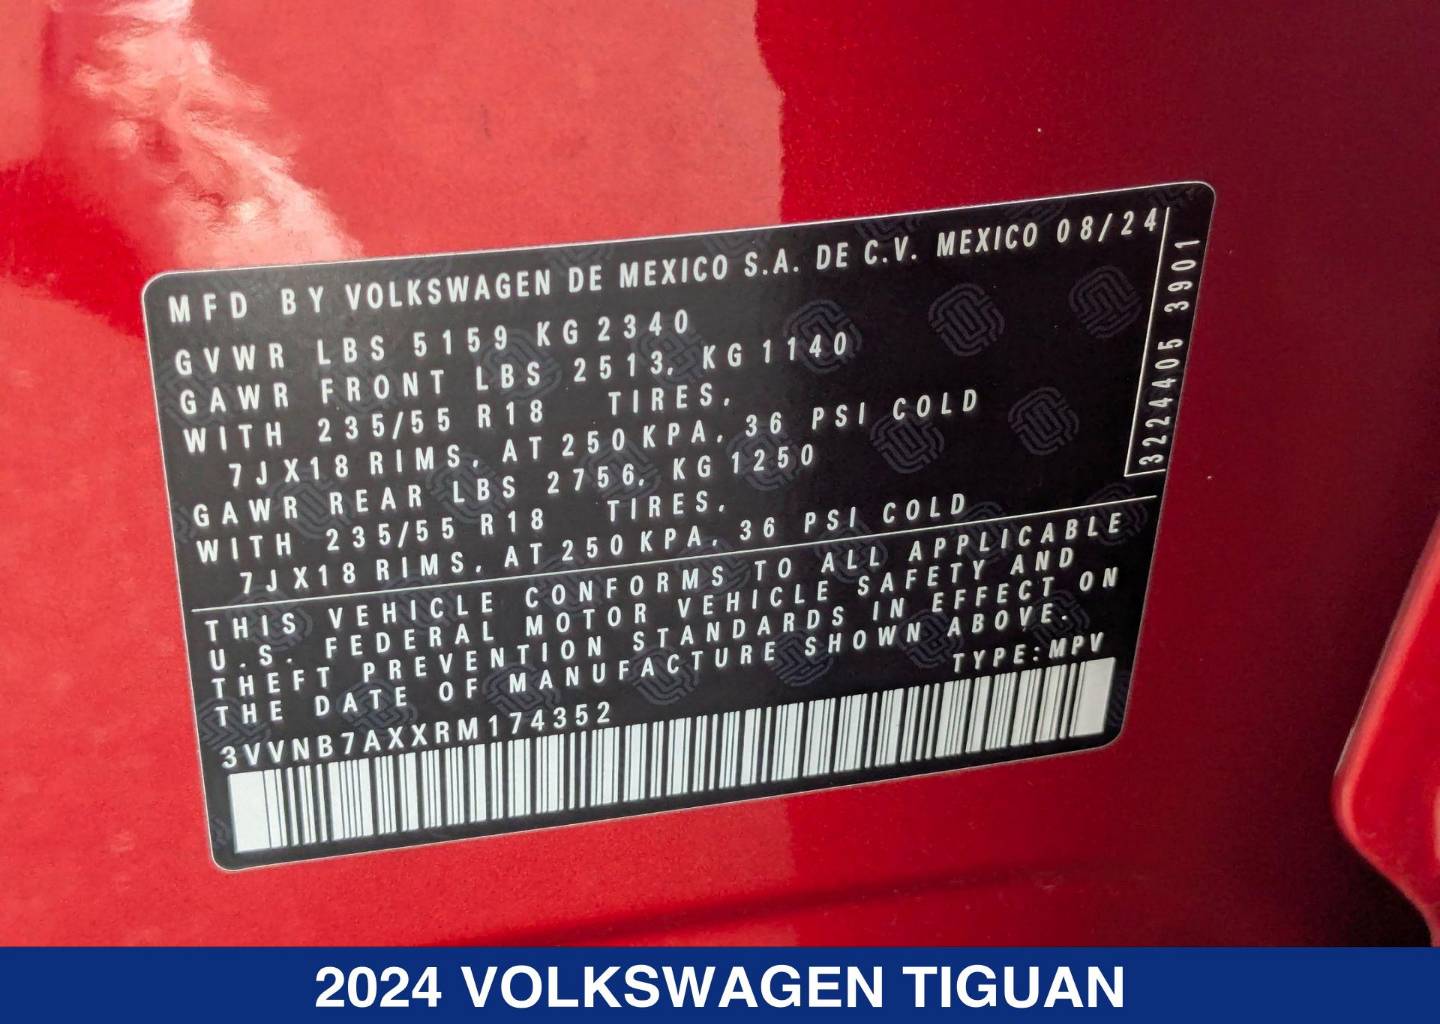 MFD BY VOLKSWAGEN DE MEXICO S.A. DE C.V. MEXICO 08/24
GVWR LBS 5159 KG 2340
GAWR FRONT LBS 2513, KG 1140
WITH 235/55 R18 TIRES,
7JX18 RIMS, AT 250 KPA, 36 PSI COLD
GAWR REAR LBS 2756, KG 1250
WITH 235/55 R18 TIRES,
7JX18 RIMS, AT 250 KPA, 36 PSI COLD
3224405 3901
THIS VEHICLE CONFORMS TO ALL APPLICABLE
U.S. FEDERAL MOTOR VEHICLE SAFETY AND
THEFT PREVENTION STANDARDS IN EFFECT ON
THE DATE OF MANUFACTURE SHOWN ABOVE.
TYPE:MPV
3VVNB7AXXRM174352
2024 VOLKSWAGEN TIGUAN